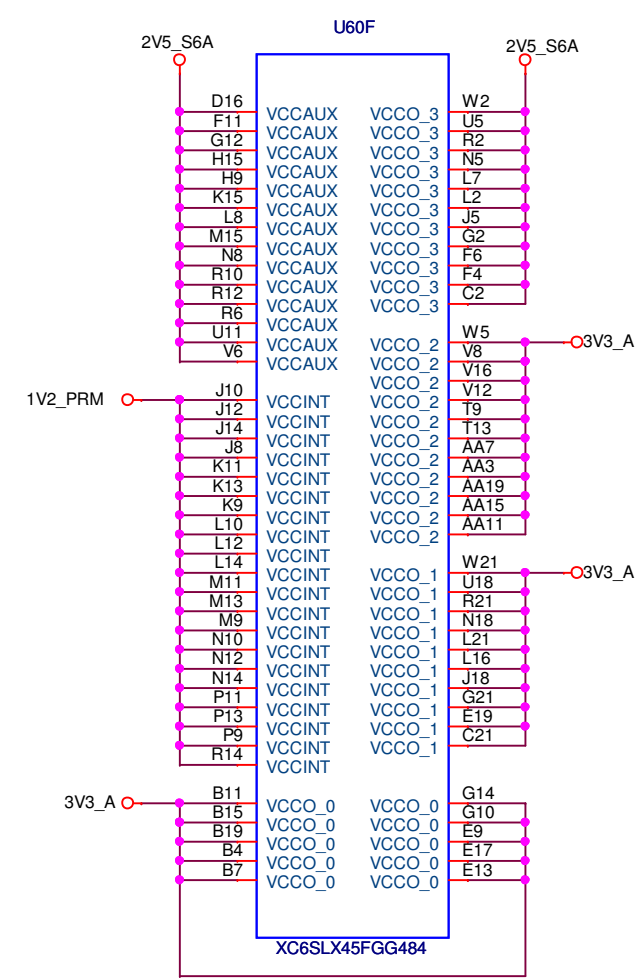 U60F
2V5_S6A 2V5_S6A
D16 VCCAUX VCCO_3 W2
F11 VCCAUX VCCO_3 U5
G12 VCCAUX VCCO_3 R2
H15 VCCAUX VCCO_3 N5
H9 VCCAUX VCCO_3 L7
K15 VCCAUX VCCO_3 L2
L8 VCCAUX VCCO_3 J5
M15 VCCAUX VCCO_3 G2
N8 VCCAUX VCCO_3 F6
R10 VCCAUX VCCO_3 F4
R12 VCCAUX VCCO_3 C2
R6 VCCAUX
U11 VCCAUX VCCO_2 W5 3V3_A
V6 VCCAUX VCCO_2 V8
VCCO_2 V16
1V2_PRM J10 VCCINT VCCO_2 V12
J12 VCCINT VCCO_2 T9
J14 VCCINT VCCO_2 T13
J8 VCCINT VCCO_2 AA7
K11 VCCINT VCCO_2 AA3
K13 VCCINT VCCO_2 AA19
K9 VCCINT VCCO_2 AA15
L10 VCCINT VCCO_2 AA11
L12 VCCINT
L14 VCCINT VCCO_1 W21 3V3_A
M11 VCCINT VCCO_1 U18
M13 VCCINT VCCO_1 R21
M9 VCCINT VCCO_1 N18
N10 VCCINT VCCO_1 L21
N12 VCCINT VCCO_1 L16
N14 VCCINT VCCO_1 J18
P11 VCCINT VCCO_1 G21
P13 VCCINT VCCO_1 E19
P9 VCCINT VCCO_1 C21
R14 VCCINT
3V3_A B11 VCCO_0 VCCO_0 G14
B15 VCCO_0 VCCO_0 G10
B19 VCCO_0 VCCO_0 E9
B4 VCCO_0 VCCO_0 E17
B7 VCCO_0 VCCO_0 E13
XC6SLX45FGG484